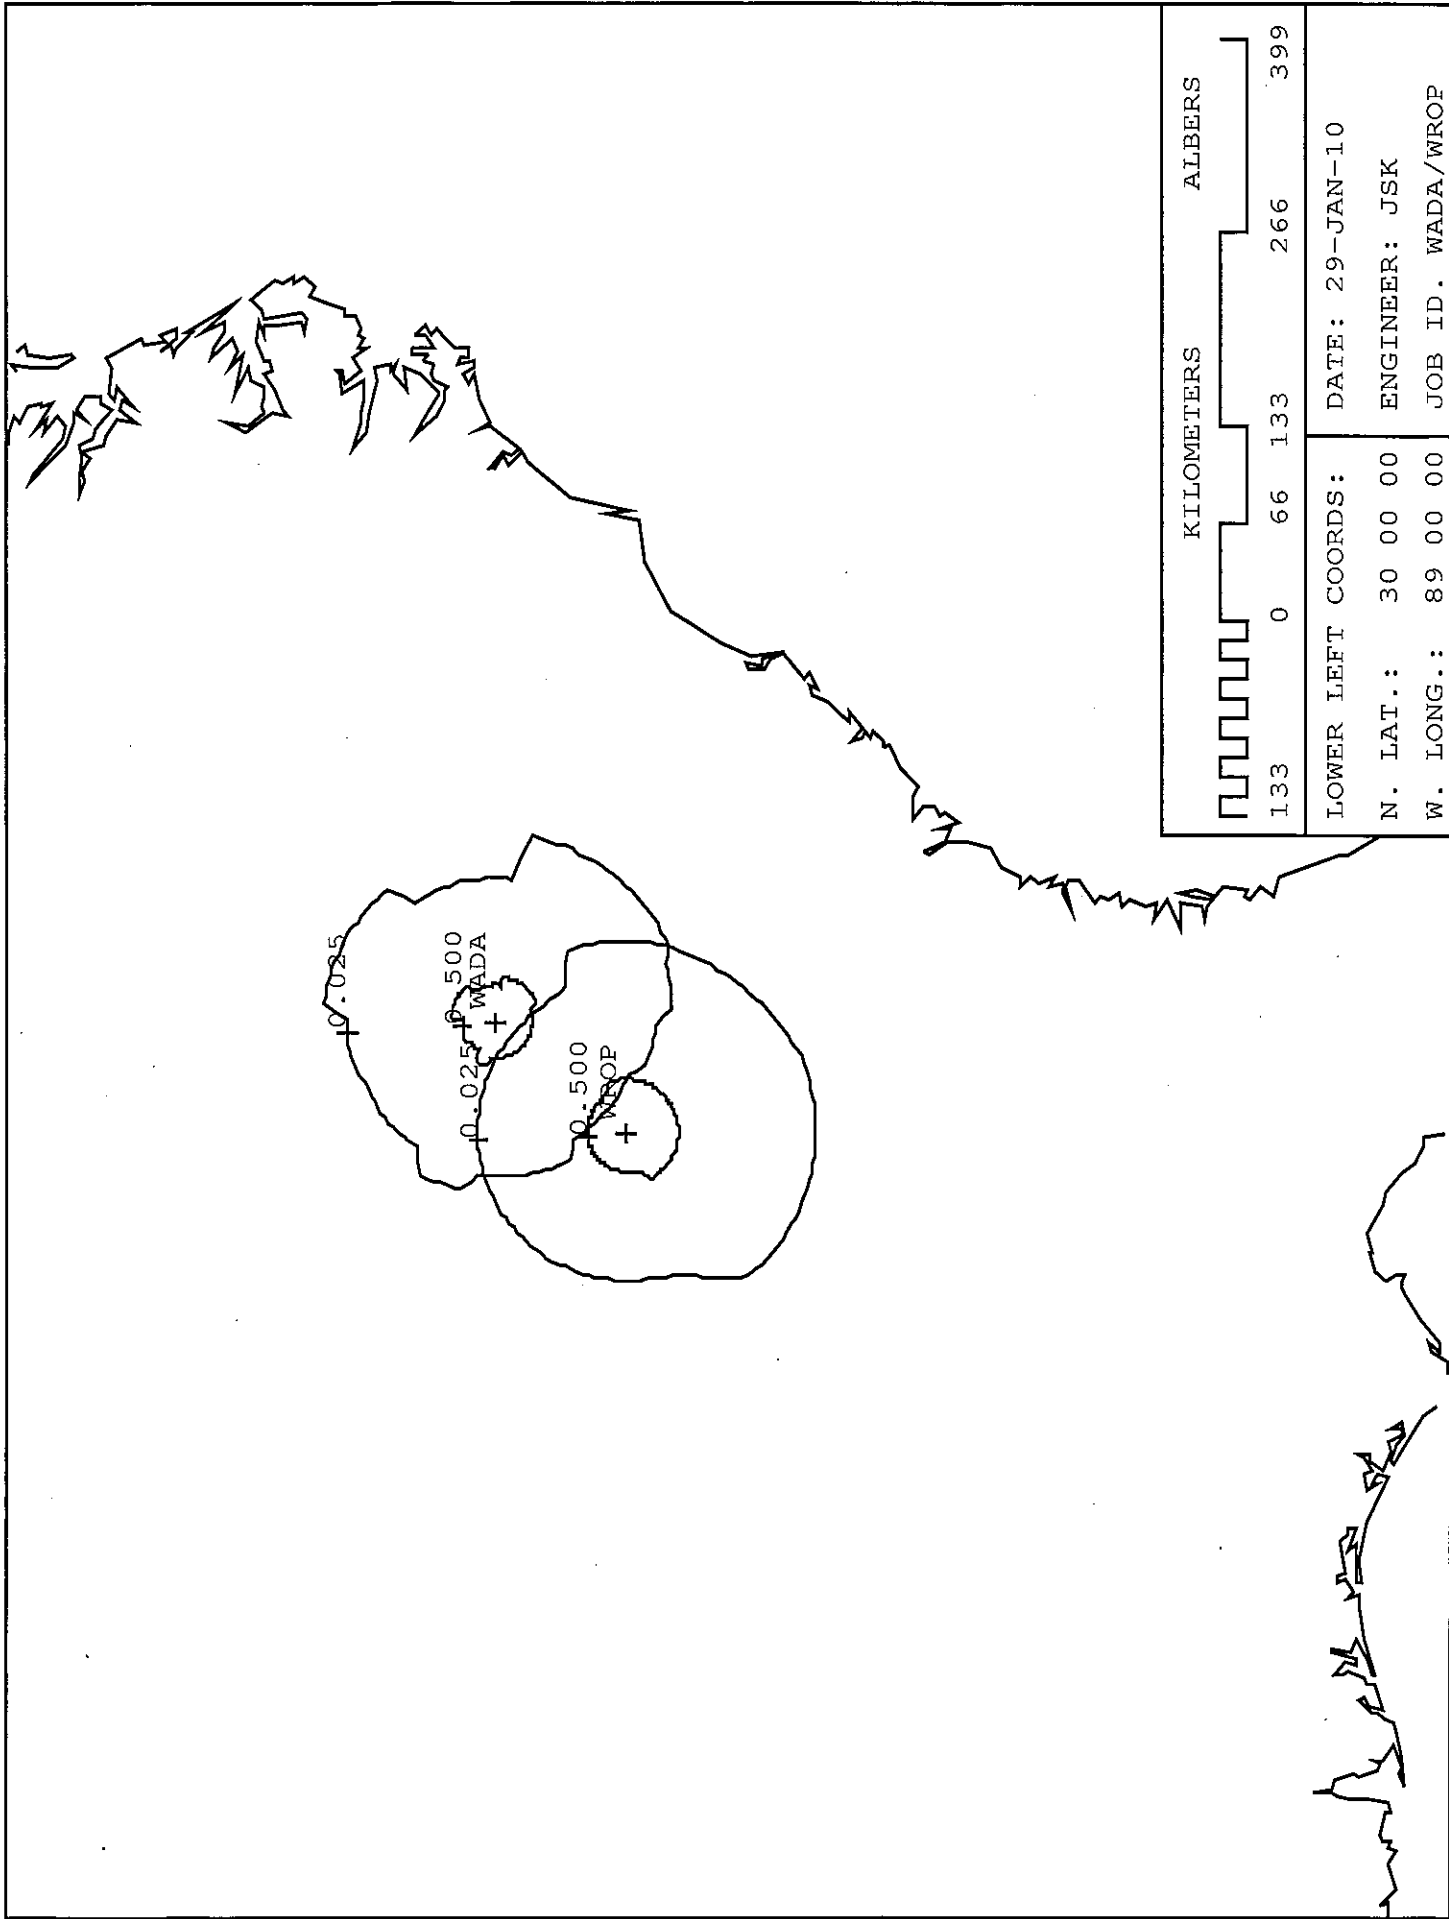 0.025
0.500
WADA
0.025
0.500
WROP
KILOMETERS ALBERS
133 0 66 133 266 399
LOWER LEFT COORDS:
N. LAT.: 30 00 00
W. LONG.: 89 00 00
DATE: 29-JAN-10
ENGINEER: JSK
JOB ID. WADA/WROP